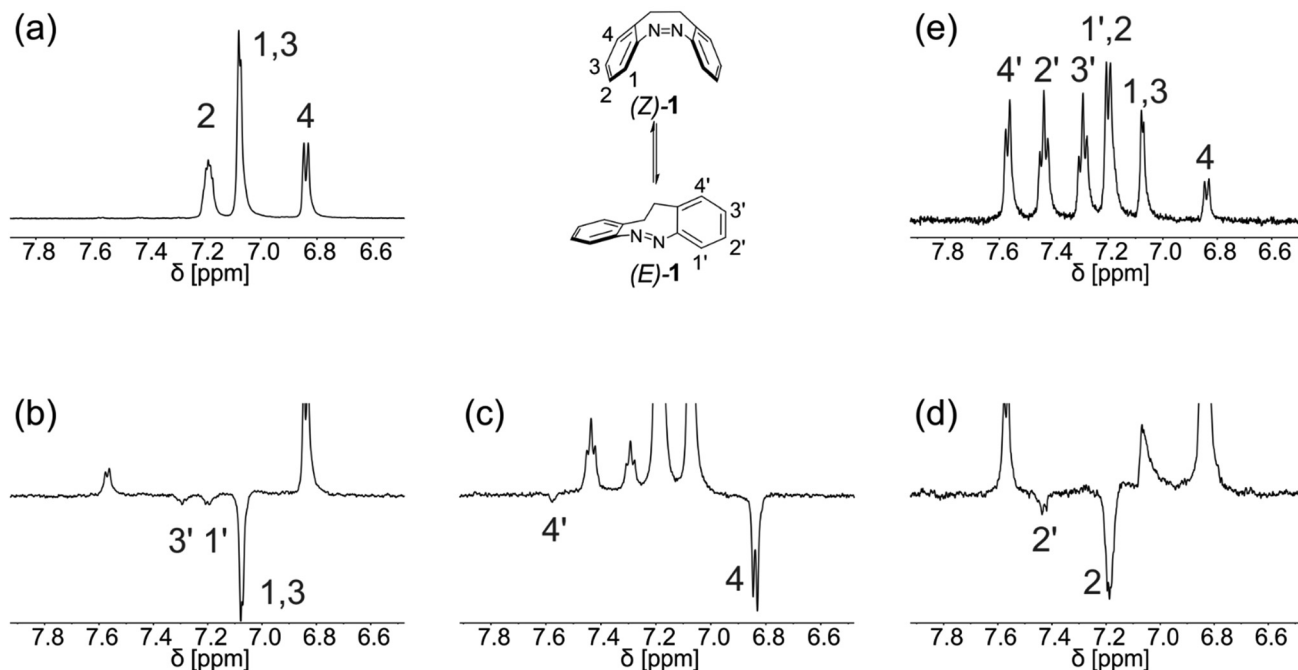 (a)
2
1,3
4
7.8 7.6 7.4 7.2 7.0 6.8 6.6
δ [ppm]
4 N=N
3
2
1
(Z)-1
4'
3'
N=N
2'
1'
(E)-1
(e)
4' 2' 3' 1',2 1,3 4
7.8 7.6 7.4 7.2 7.0 6.8 6.6
δ [ppm]
(b)
3' 1'
1,3
7.8 7.6 7.4 7.2 7.0 6.8 6.6
δ [ppm]
(c)
4'
4
7.8 7.6 7.4 7.2 7.0 6.8 6.6
δ [ppm]
(d)
2'
2
7.8 7.6 7.4 7.2 7.0 6.8 6.6
δ [ppm]